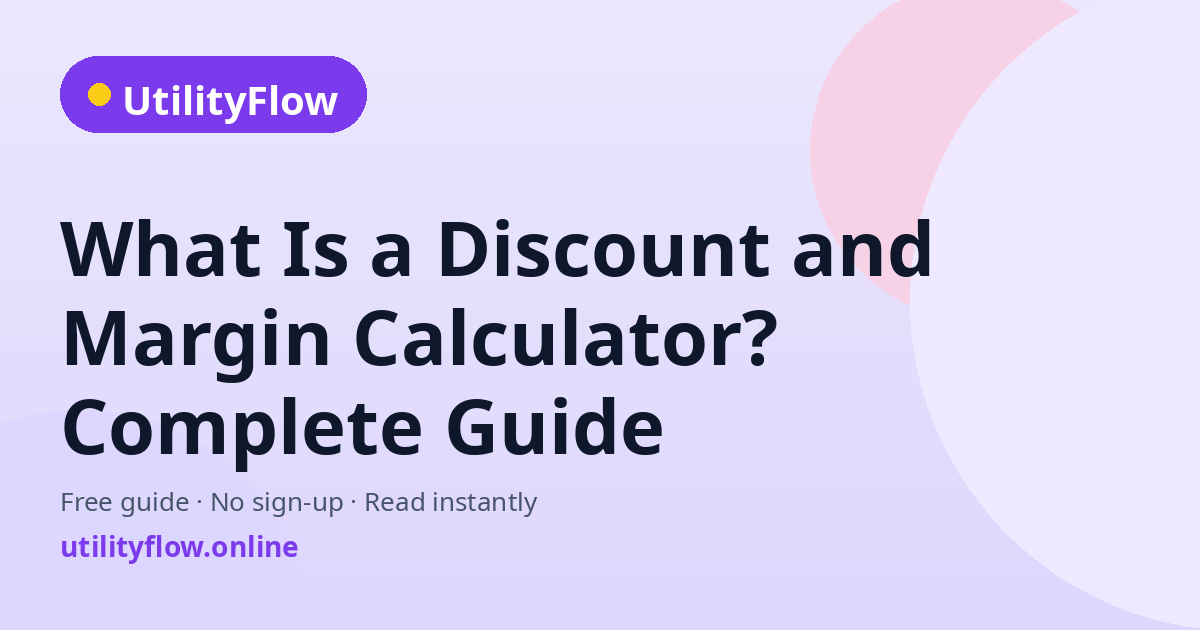 UtilityFlow
What Is a Discount and
Margin Calculator?
Complete Guide
Free guide · No sign-up · Read instantly
utilityflow.online